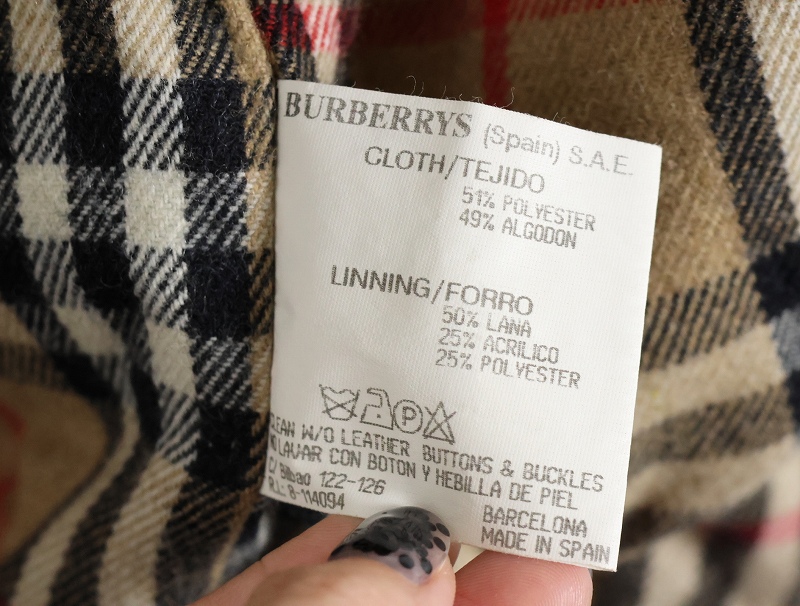 BURBERRYS (Spain) S.A.E.
CLOTH/TEJIDO
51% POLYESTER
49% ALGODON
LINNING/FORRO
50% LANA
25% ACRILICO
25% POLYESTER
P
CLEAN W/O LEATHER BUTTONS & BUCKLES
NO LAVAR CON BOTON Y HEBILLA DE PIEL
C/ Bilbao 122-126
R.I.: 8-114094
BARCELONA
MADE IN SPAIN